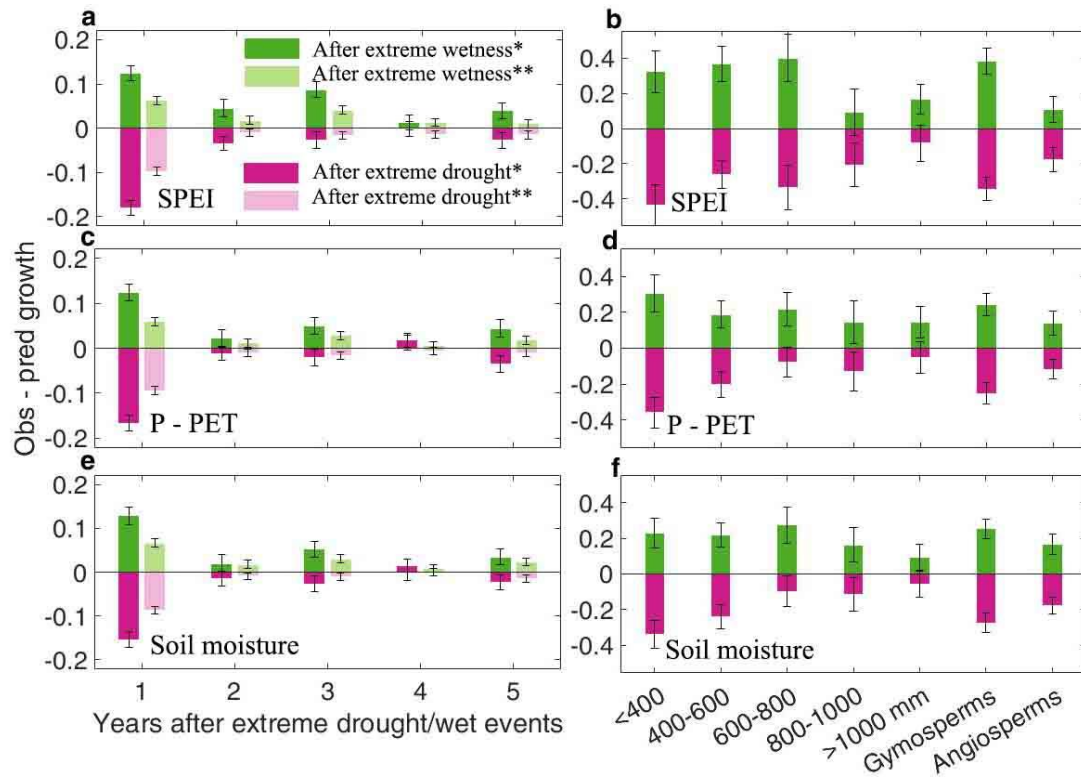 a
b
0.2
0.1
0
-0.1
-0.2
After extreme wetness*
After extreme wetness**
After extreme drought*
After extreme drought**
SPEI
0.4
0.2
0
-0.2
-0.4
SPEI
c
d
0.2
0.1
0
-0.1
-0.2
P - PET
0.4
0.2
0
-0.2
-0.4
P - PET
Obs - pred growth
e
f
0.2
0.1
0
-0.1
-0.2
Soil moisture
0.4
0.2
0
-0.2
-0.4
Soil moisture
1 2 3 4 5
Years after extreme drought/wet events
<400
400-600
600-800
800-1000
>1000 mm
Gymosperms
Angiosperms